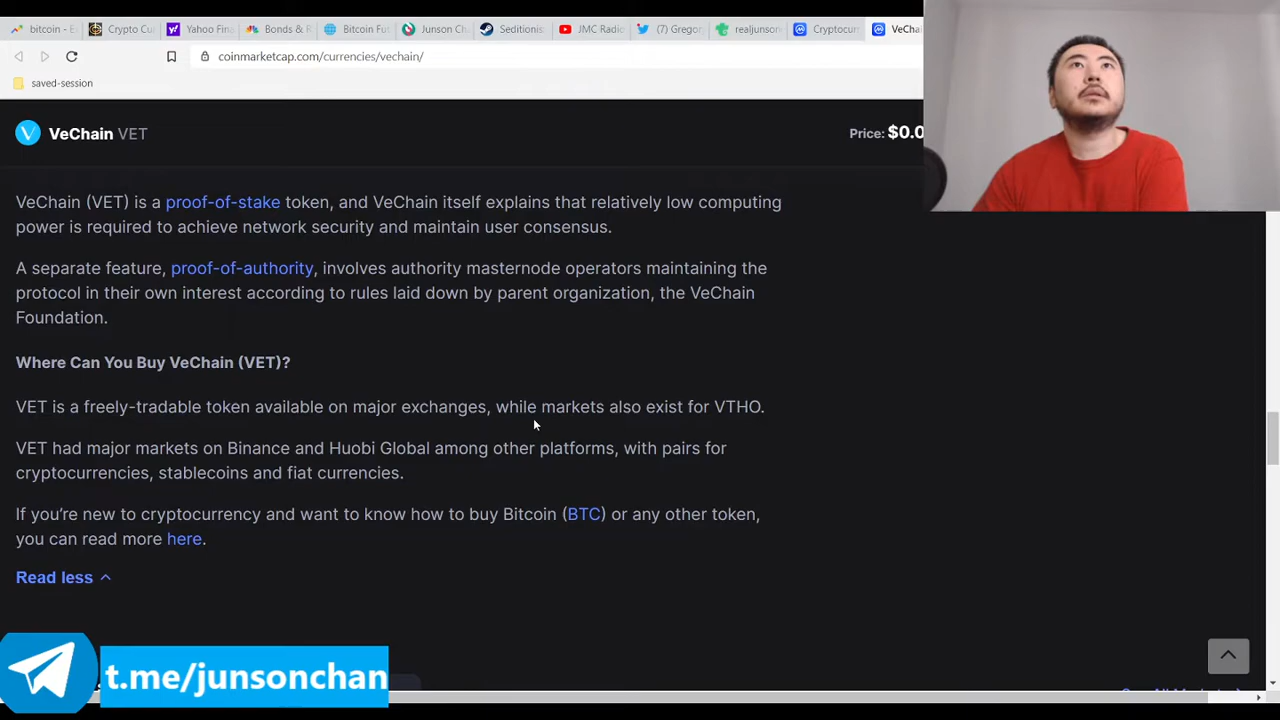 bitcoin - E
Crypto Cu
Yahoo Fina
Bonds & R
Bitcoin Fut
Junson Ch
Seditionis
JMC Radio
(7) Gregor
realjunson
Cryptocur
VeChai
coinmarketcap.com/currencies/vechain/
saved-session
VeChain VET
Price: $0.0
VeChain (VET) is a proof-of-stake token, and VeChain itself explains that relatively low computing
power is required to achieve network security and maintain user consensus.
A separate feature, proof-of-authority, involves authority masternode operators maintaining the
protocol in their own interest according to rules laid down by parent organization, the VeChain
Foundation.
Where Can You Buy VeChain (VET)?
VET is a freely-tradable token available on major exchanges, while markets also exist for VTHO.
VET had major markets on Binance and Huobi Global among other platforms, with pairs for
cryptocurrencies, stablecoins and fiat currencies.
If you’re new to cryptocurrency and want to know how to buy Bitcoin (BTC) or any other token,
you can read more here.
Read less
t.me/junsonchan